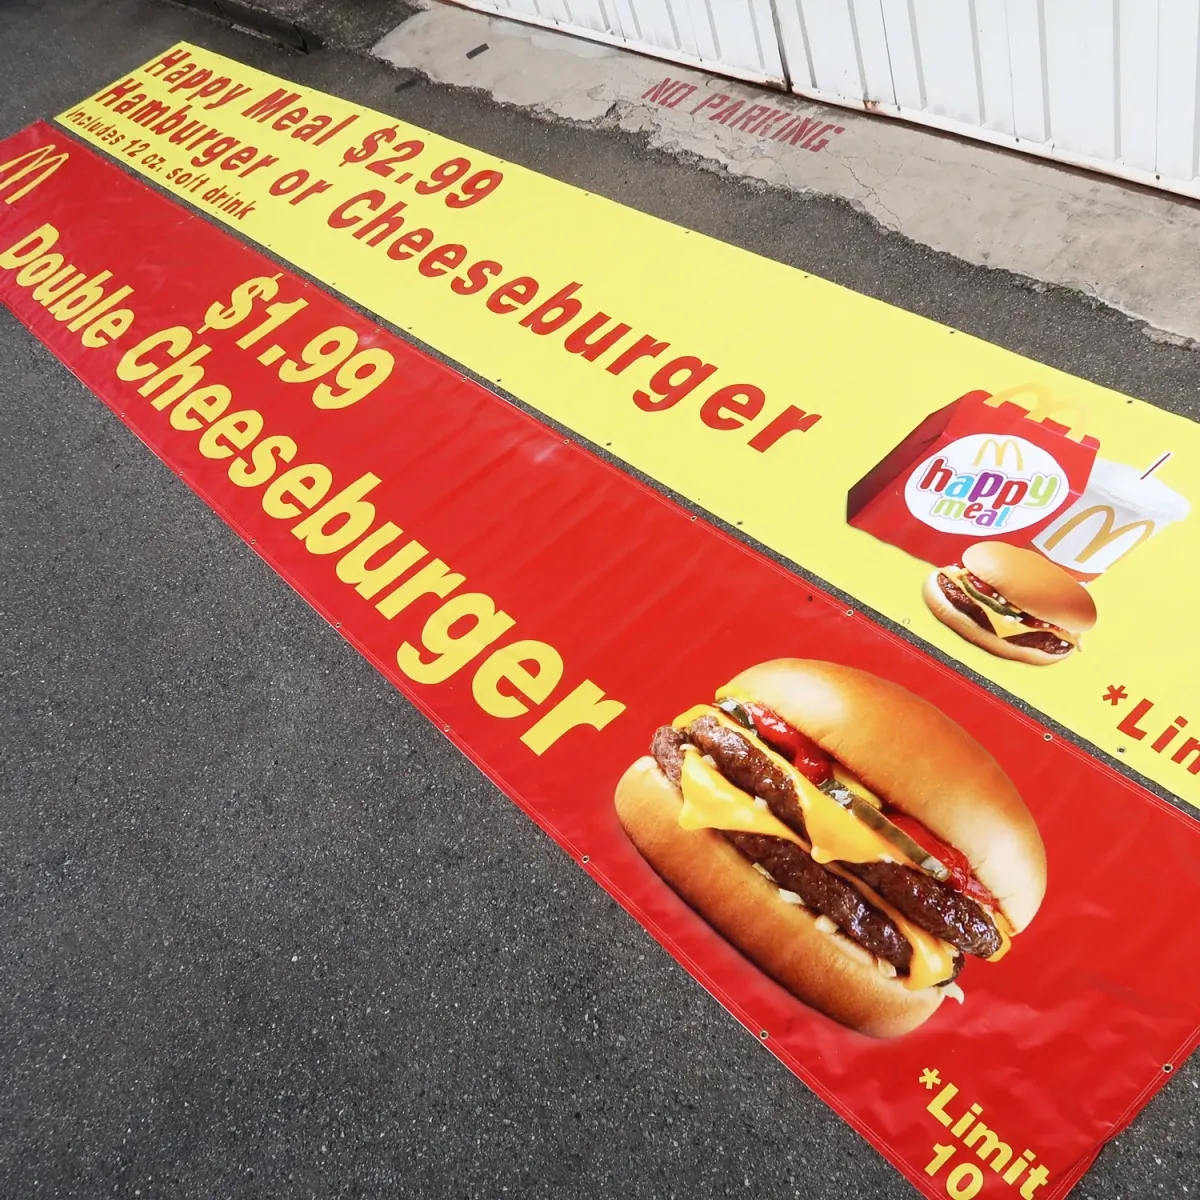 NO PARKING
Happy Meal $2.99
Hamburger or Cheeseburger
Includes 12 oz. soft drink
happy
meal
*Lim
$1.99
Double Cheeseburger
*Limit
10